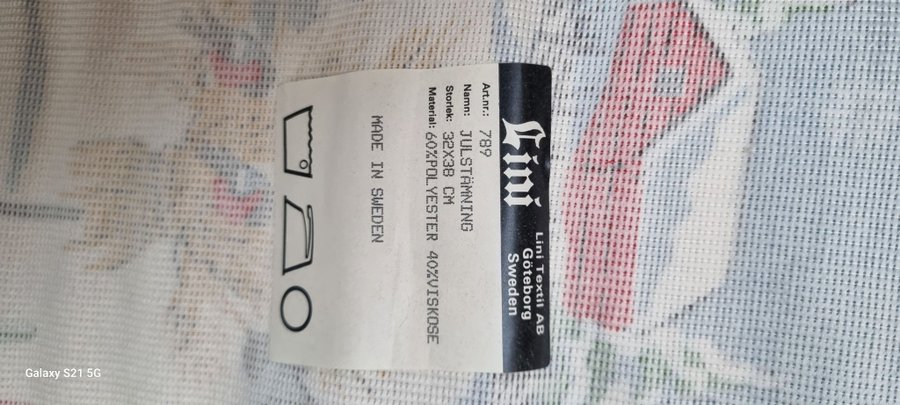 Lini
Lini Textil AB
Göteborg
Sweden
Art.nr.: 789
Namn: JULSTÄMNING
Storlek: 32X38 CM
Material: 60%POLYESTER 40%VISKOSE
MADE IN SWEDEN
Galaxy S21 5G